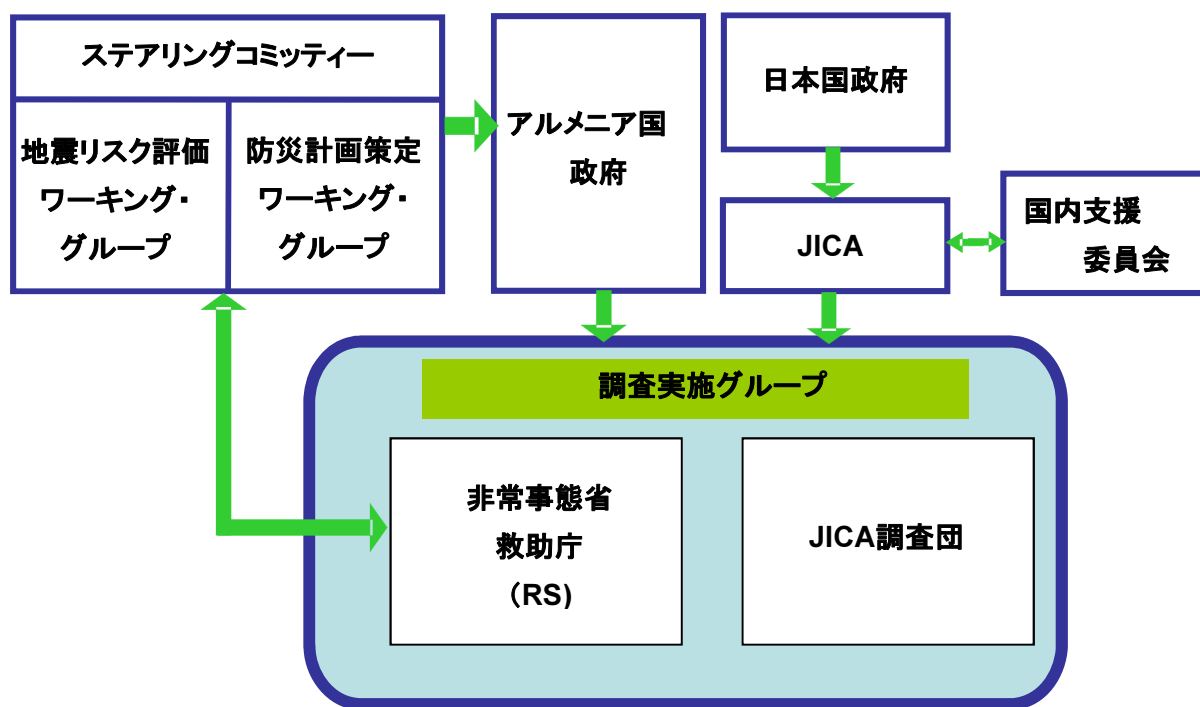 ステアリングコミッティー
地震リスク評価
ワーキング・
グループ
防災計画策定
ワーキング・
グループ
アルメニア国
政府
日本国政府
JICA
国内支援
委員会
調査実施グループ
非常事態省
救助庁
（RS)
JICA調査団